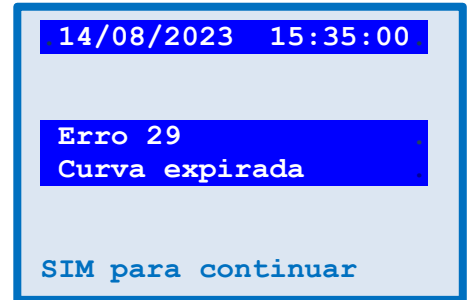 14/08/2023 15:35:00
Erro 29
Curva expirada
SIM para continuar